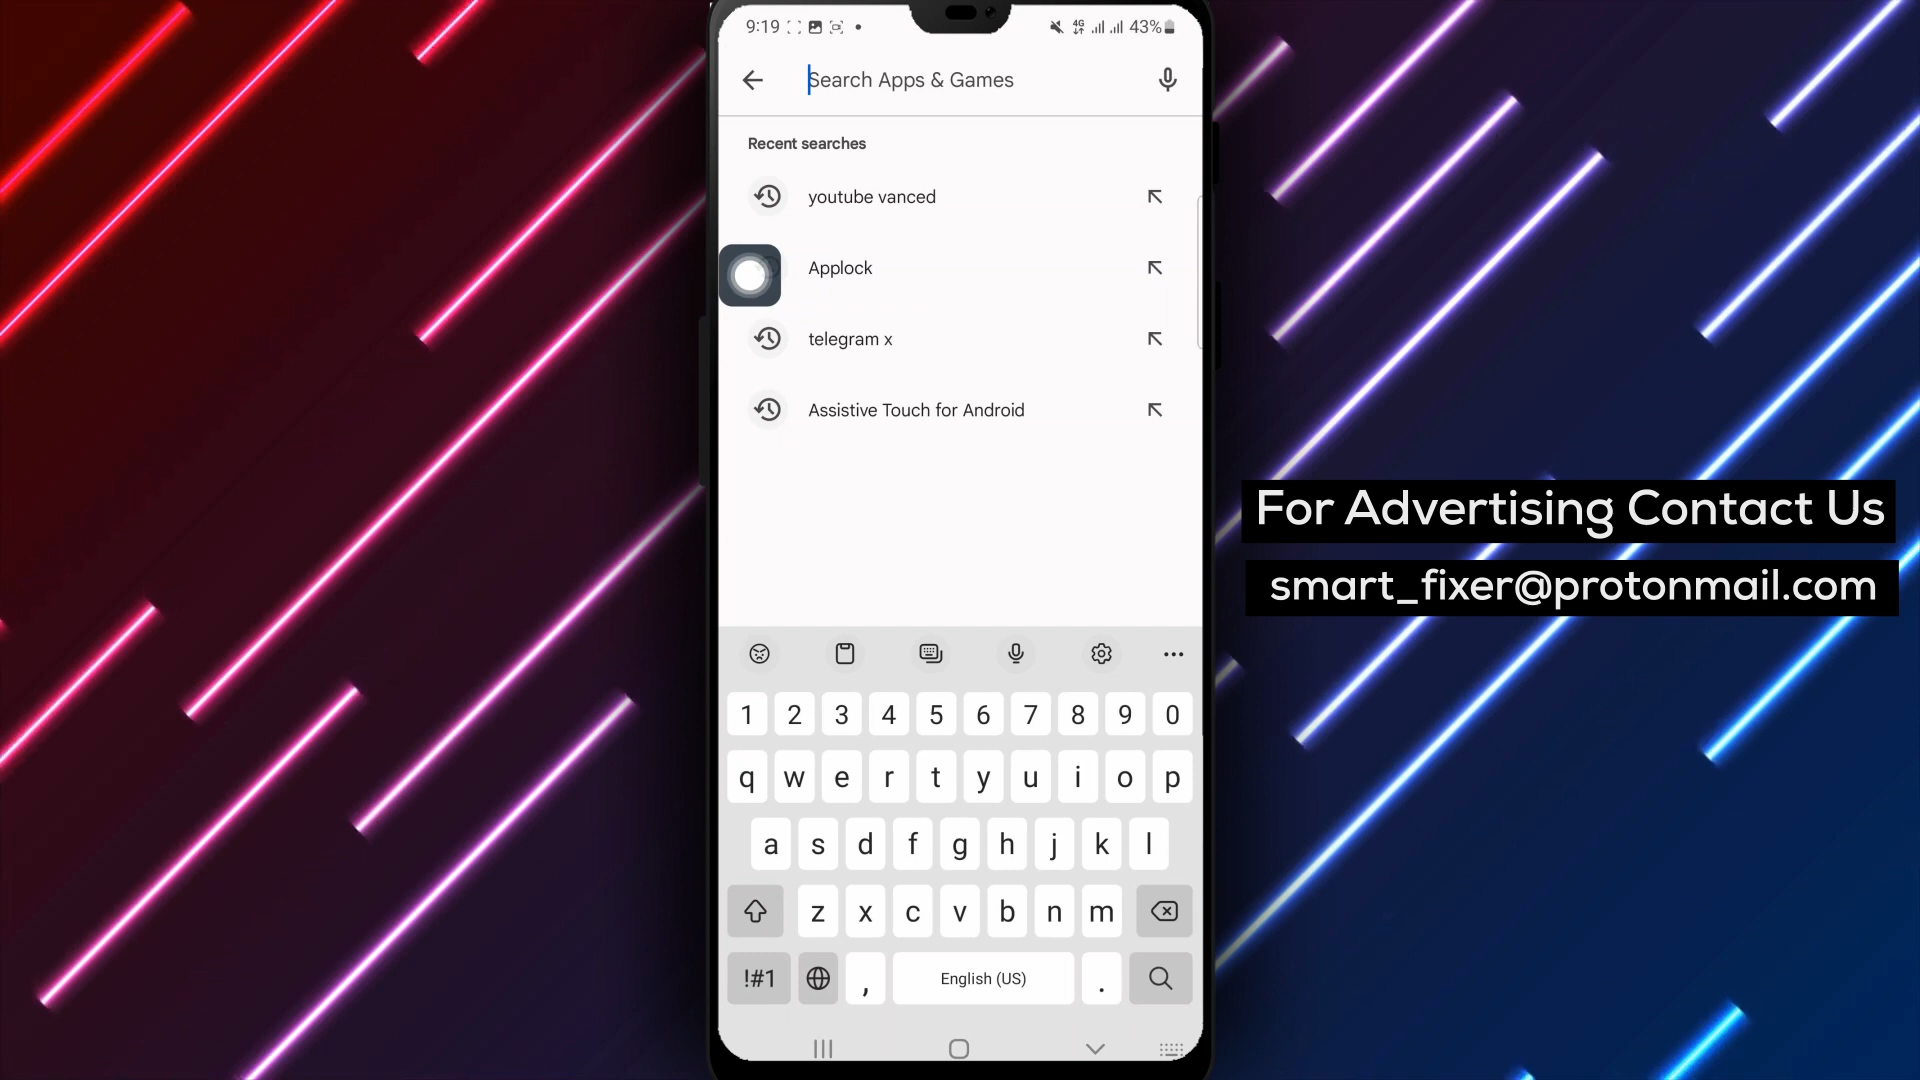 9:19
4G
43%
Search Apps & Games
Recent searches
youtube vanced
Applock
telegram x
Assistive Touch for Android
For Advertising Contact Us
smart_fixer@protonmail.com
1 2 3 4 5 6 7 8 9 0
q w e r t y u i o p
a s d f g h j k l
z x c v b n m
!#1 , English (US) .